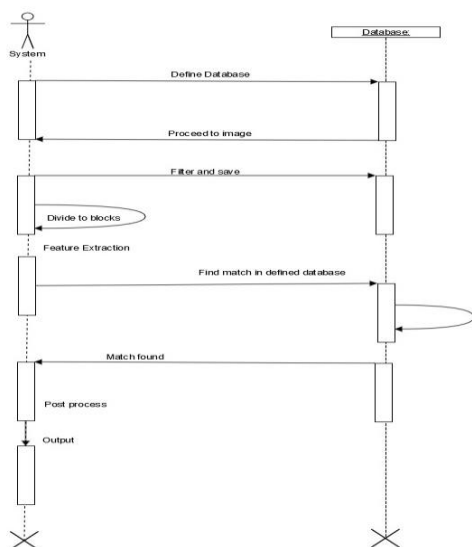 System
Database:
Define Database
Proceed to image
Filter and save
Divide to blocks
Feature Extraction
Find match in defined database
Match found
Post process
Output